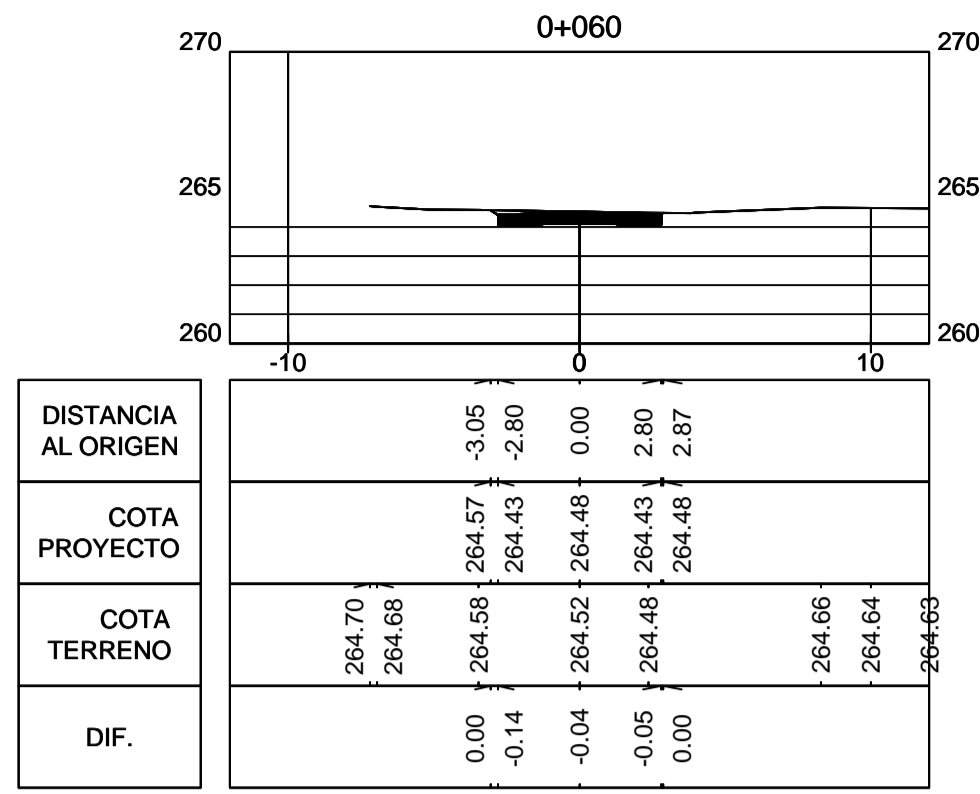 0+060
270 270
265 265
260 260
-10 0 10
DISTANCIA
AL ORIGEN
-3.05 -2.80 0.00 2.80 2.87
COTA
PROYECTO
264.57 264.43 264.48 264.43 264.48
COTA
TERRENO
264.70 264.68 264.58 264.52 264.48 264.66 264.64 264.63
DIF.
0.00 -0.14 -0.04 -0.05 0.00